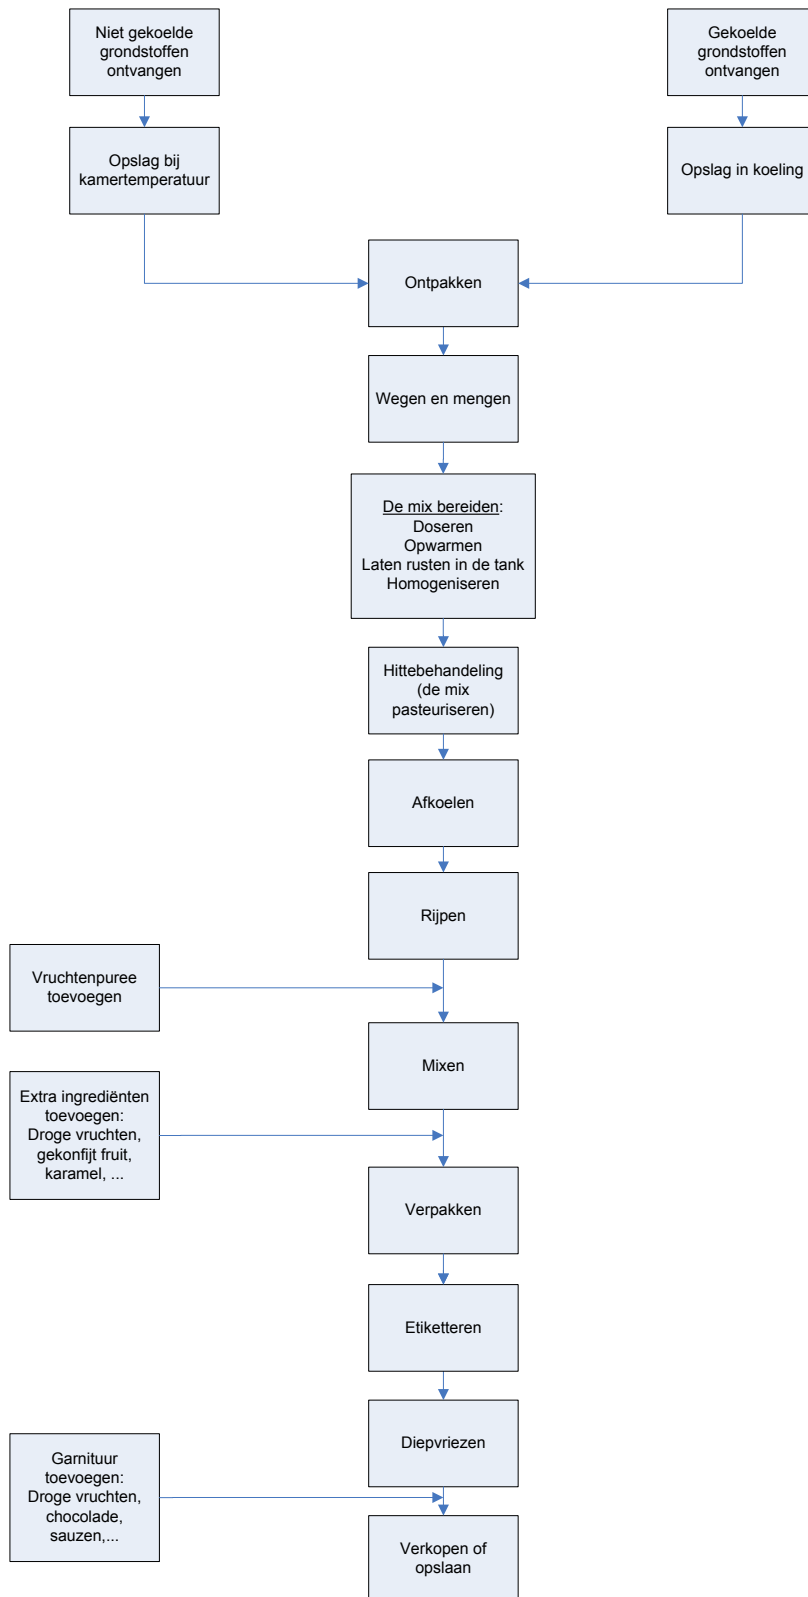 Niet gekoelde
grondstoffen
ontvangen
Gekoelde
grondstoffen
ontvangen
Opslag bij
kamertemperatuur
Opslag in koeling
Ontpakken
Wegen en mengen
De mix bereiden:
Doseren
Opwarmen
Laten rusten in de tank
Homogeniseren
Hittebehandeling
(de mix
pasteuriseren)
Afkoelen
Rijpen
Vruchtenpuree
toevoegen
Mixen
Extra ingrediënten
toevoegen:
Droge vruchten,
gekonfijt fruit,
karamel, ...
Verpakken
Etiketteren
Diepvriezen
Garnituur
toevoegen:
Droge vruchten,
chocolade,
sauzen,...
Verkopen of
opslaan